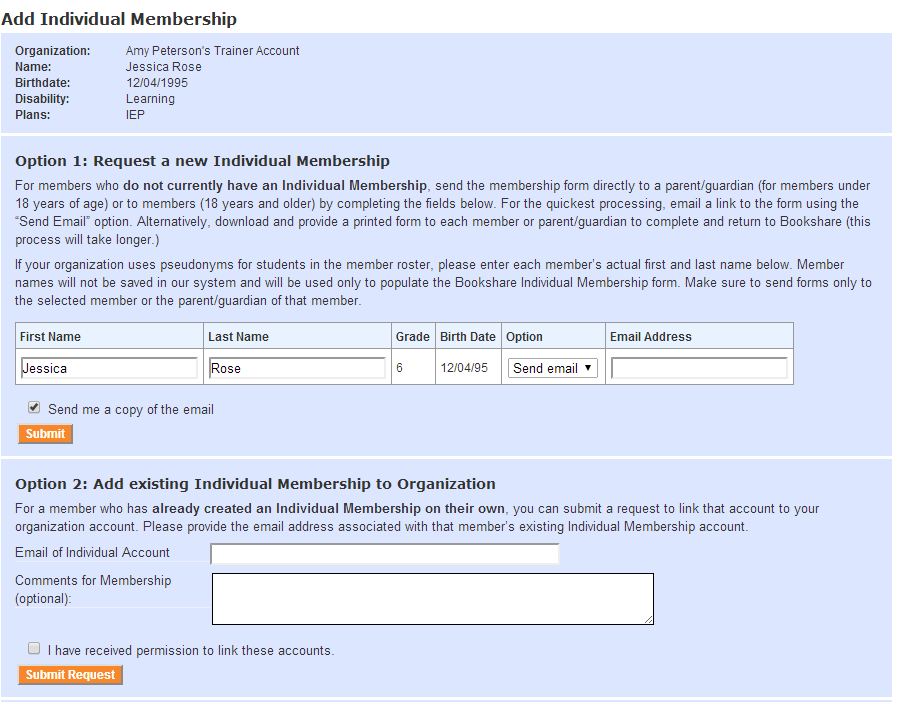 Add Individual Membership
Organization: Amy Peterson's Trainer Account
Name: Jessica Rose
Birthdate: 12/04/1995
Disability: Learning
Plans: IEP
Option 1: Request a new Individual Membership
For members who do not currently have an Individual Membership, send the membership form directly to a parent/guardian (for members under
18 years of age) or to members (18 years and older) by completing the fields below. For the quickest processing, email a link to the form using the
“Send Email” option. Alternatively, download and provide a printed form to each member or parent/guardian to complete and return to Bookshare (this
process will take longer.)
If your organization uses pseudonyms for students in the member roster, please enter each member’s actual first and last name below. Member
names will not be saved in our system and will be used only to populate the Bookshare Individual Membership form. Make sure to send forms only to
the selected member or the parent/guardian of that member.
First Name Last Name Grade Birth Date Option Email Address
Jessica Rose 6 12/04/95 Send email
Send me a copy of the email
Submit
Option 2: Add existing Individual Membership to Organization
For a member who has already created an Individual Membership on their own, you can submit a request to link that account to your
organization account. Please provide the email address associated with that member’s existing Individual Membership account.
Email of Individual Account
Comments for Membership
(optional):
I have received permission to link these accounts.
Submit Request